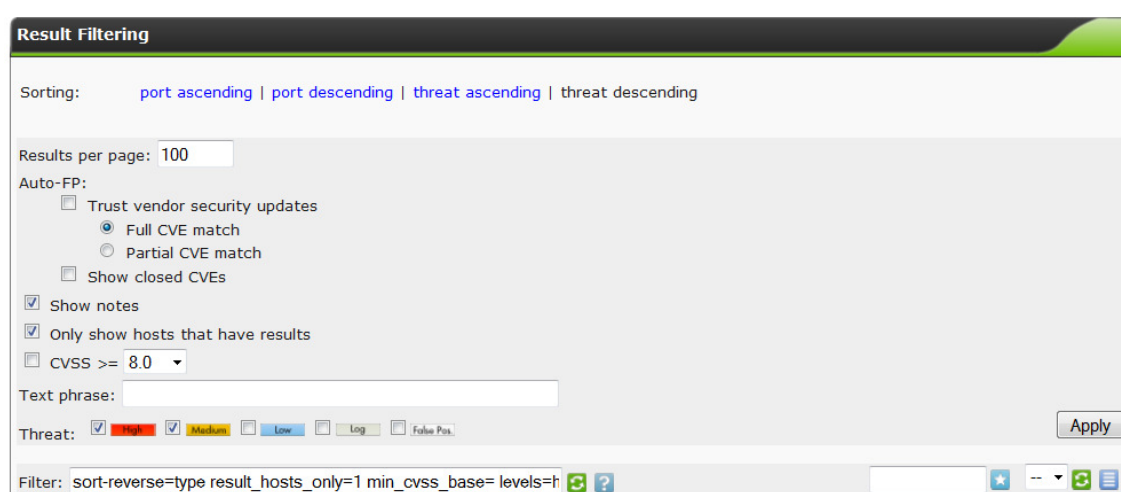 Result Filtering
Sorting: port ascending | port descending | threat ascending | threat descending
Results per page: 100
Auto-FP:
Trust vendor security updates
Full CVE match
Partial CVE match
Show closed CVEs
Show notes
Only show hosts that have results
CVSS >= 8.0
Text phrase:
Threat: High Medium Low Log False Pos. Apply
Filter: sort-reverse=type result_hosts_only=1 min_cvss_base= levels=h ? --